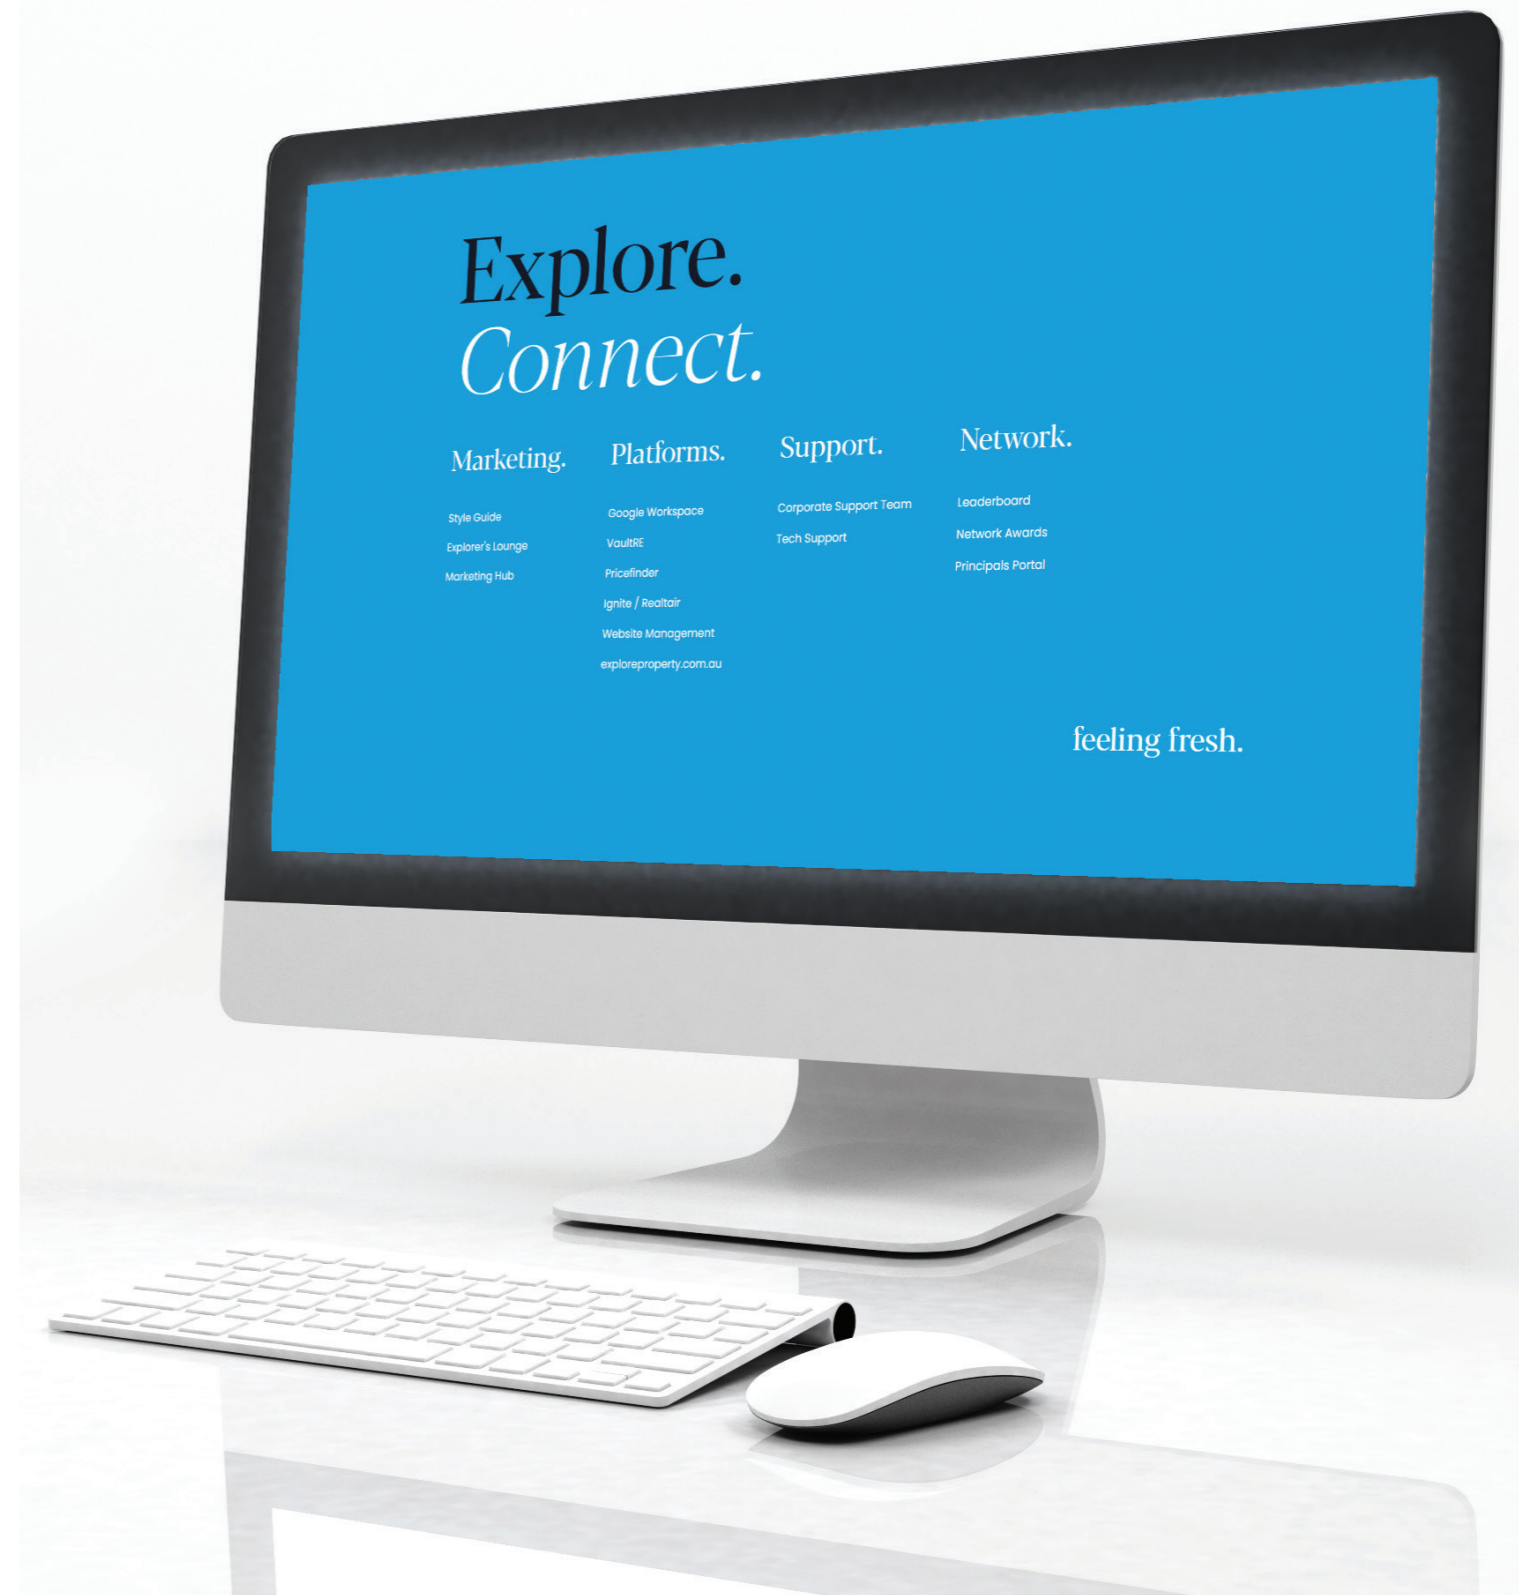 Explore.
Connect.
Marketing.
Style Guide
Explorer's Lounge
Marketing Hub
Platforms.
Google Workspace
VaultRE
Pricefinder
Ignite / Realtair
Website Management
exploreproperty.com.au
Support.
Corporate Support Team
Tech Support
Network.
Leaderboard
Network Awards
Principals Portal
feeling fresh.